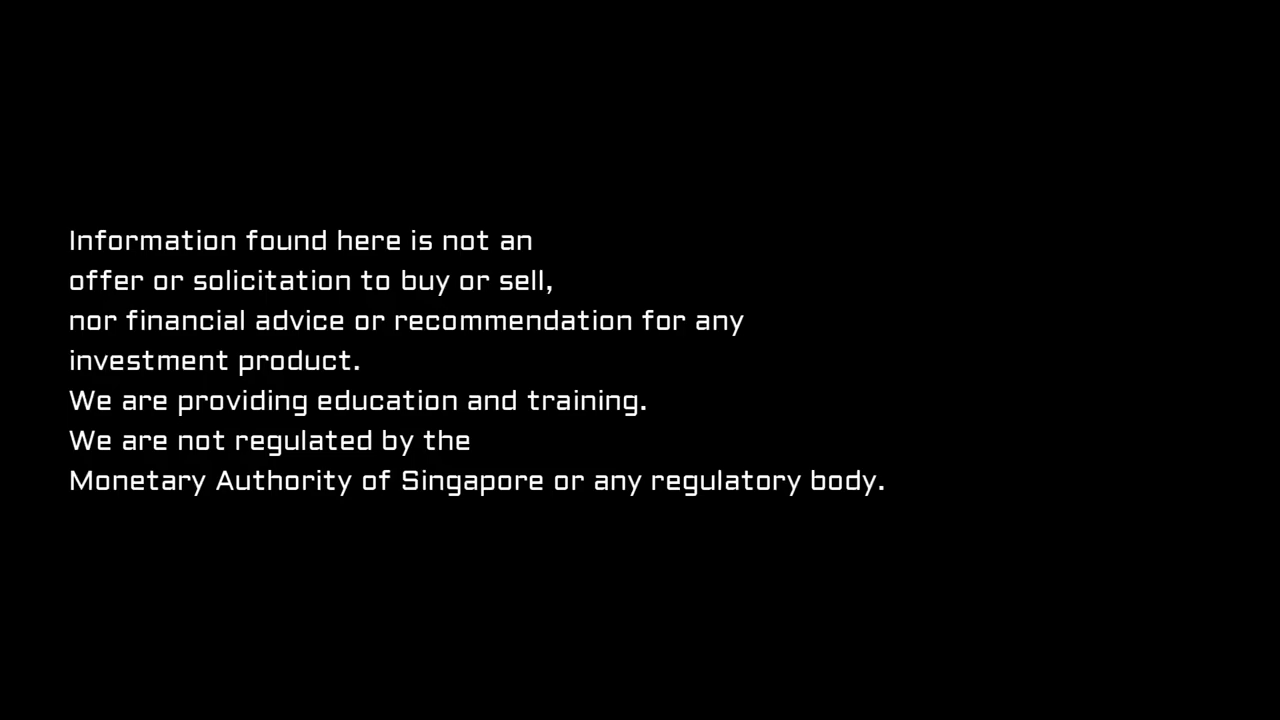 Information found here is not an
offer or solicitation to buy or sell,
nor financial advice or recommendation for any
investment product.
We are providing education and training.
We are not regulated by the
Monetary Authority of Singapore or any regulatory body.